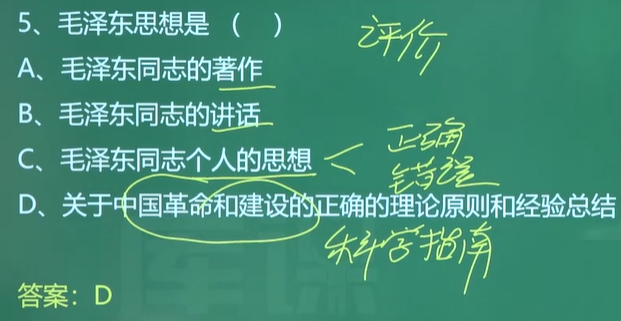 5、毛泽东思想是（ ）
评价
A、毛泽东同志的著作
B、毛泽东同志的讲话
正确
C、毛泽东同志个人的思想
错误
D、关于中国革命和建设的正确的理论原则和经验总结
科学指南
答案：D